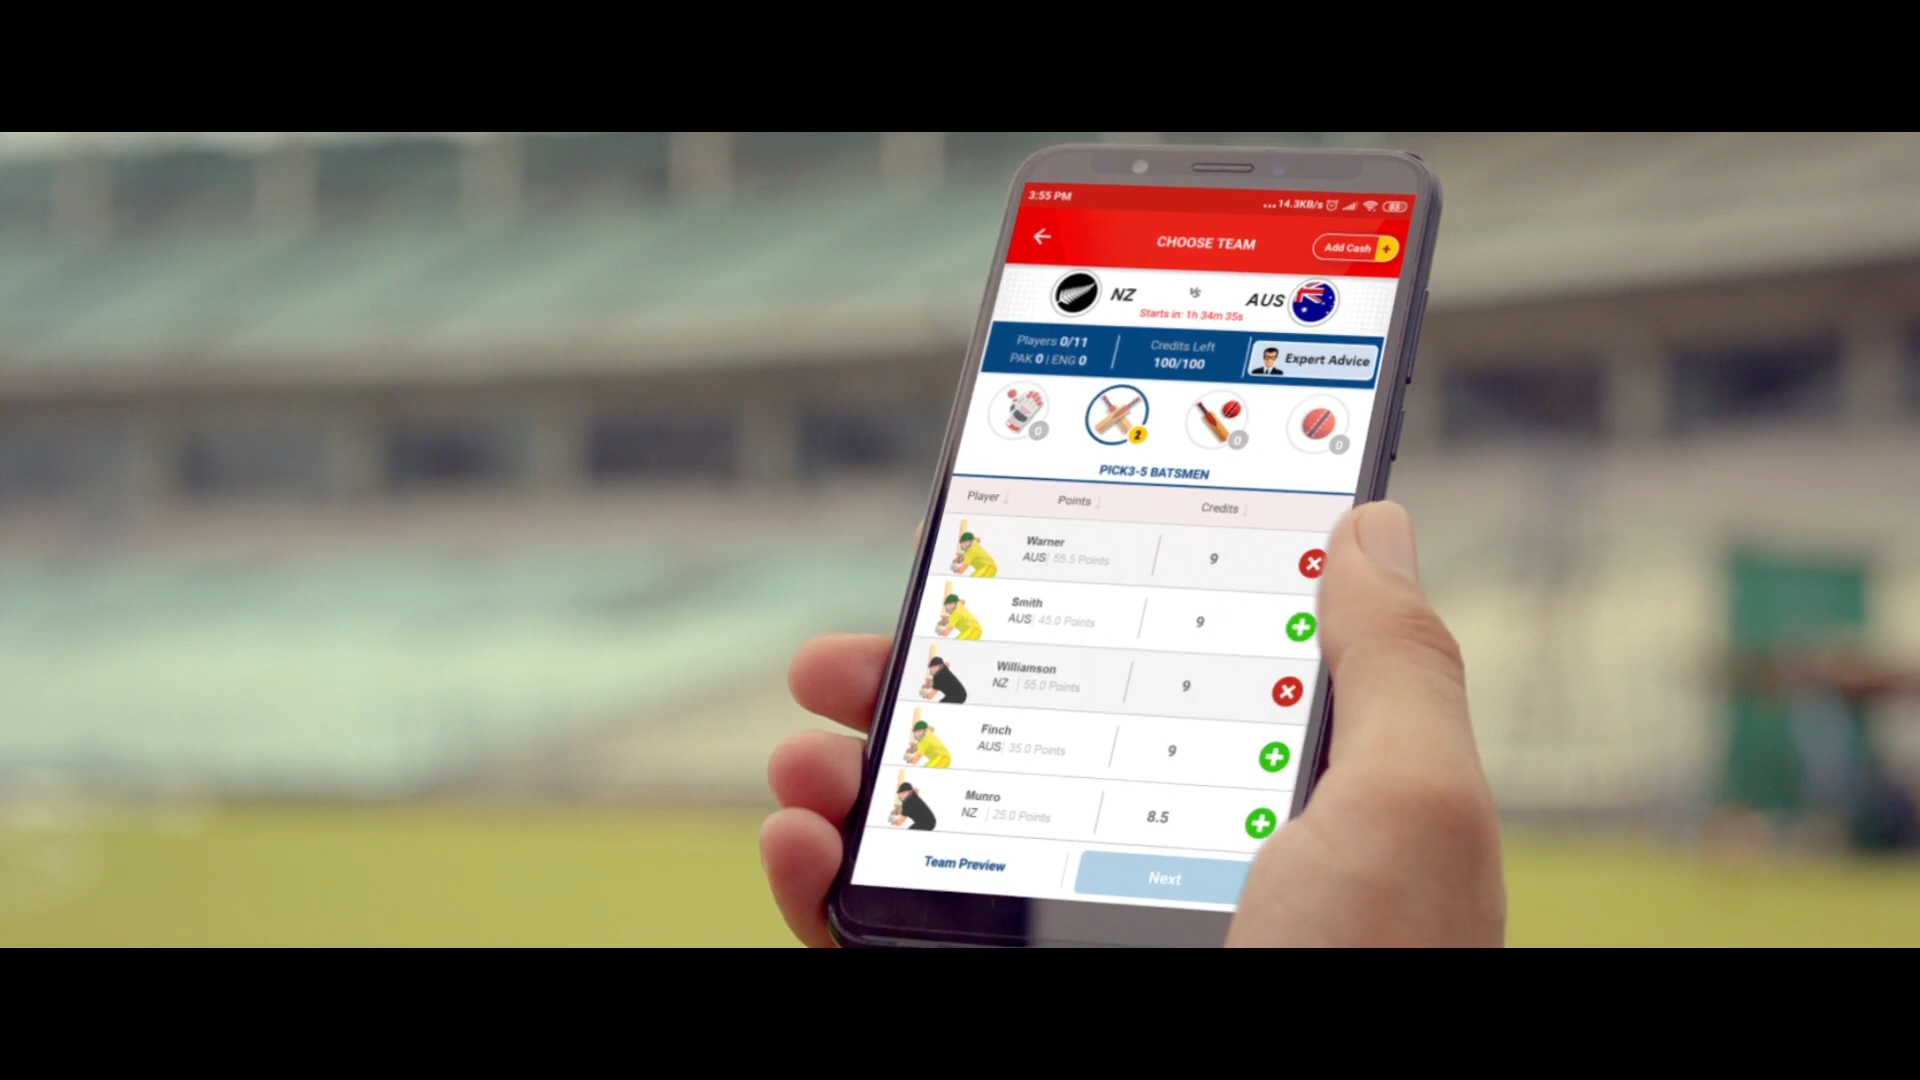 3:55 PM
...14.3KB/s
63
CHOOSE TEAM
Add Cash +
NZ
VS
AUS
Starts in: 1h 34m 35s
Players 0/11
PAK 0 | ENG 0
Credits Left
100/100
Expert Advice
0
2
0
0
PICK3-5 BATSMEN
Player
Points
Credits
Warner
AUS| 55.5 Points
9
Smith
AUS| 45.0 Points
9
Williamson
NZ | 55.0 Points
9
Finch
AUS| 35.0 Points
9
Munro
NZ | 25.0 Points
8.5
Team Preview
Next